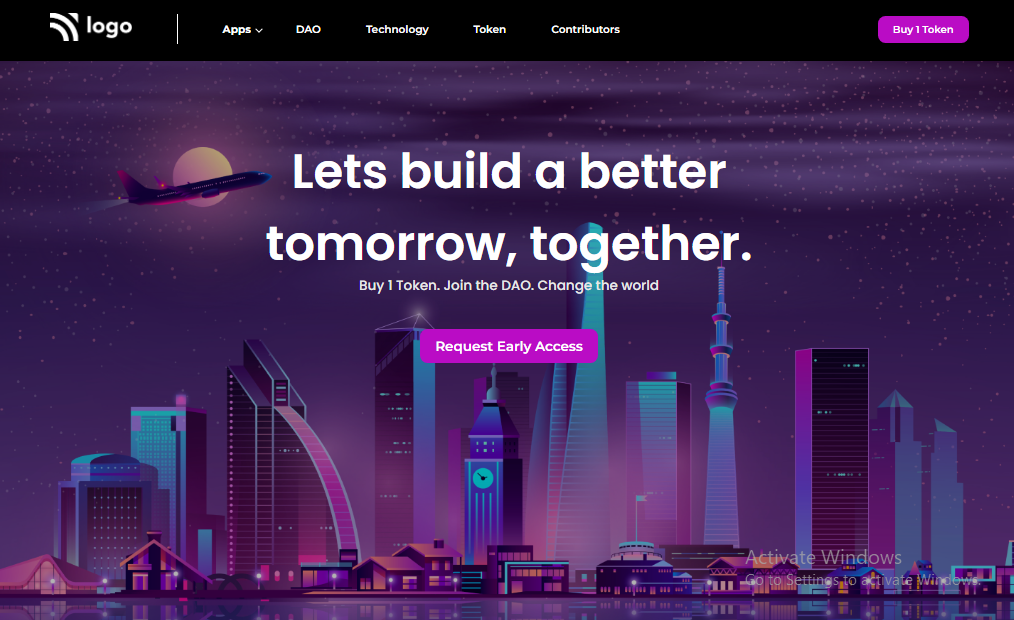 logo
Apps
DAO
Technology
Token
Contributors
Buy 1 Token
Lets build a better
tomorrow, together.
Buy 1 Token. Join the DAO. Change the world
Request Early Access
Activate Windows
Go to Settings to activate Windows.